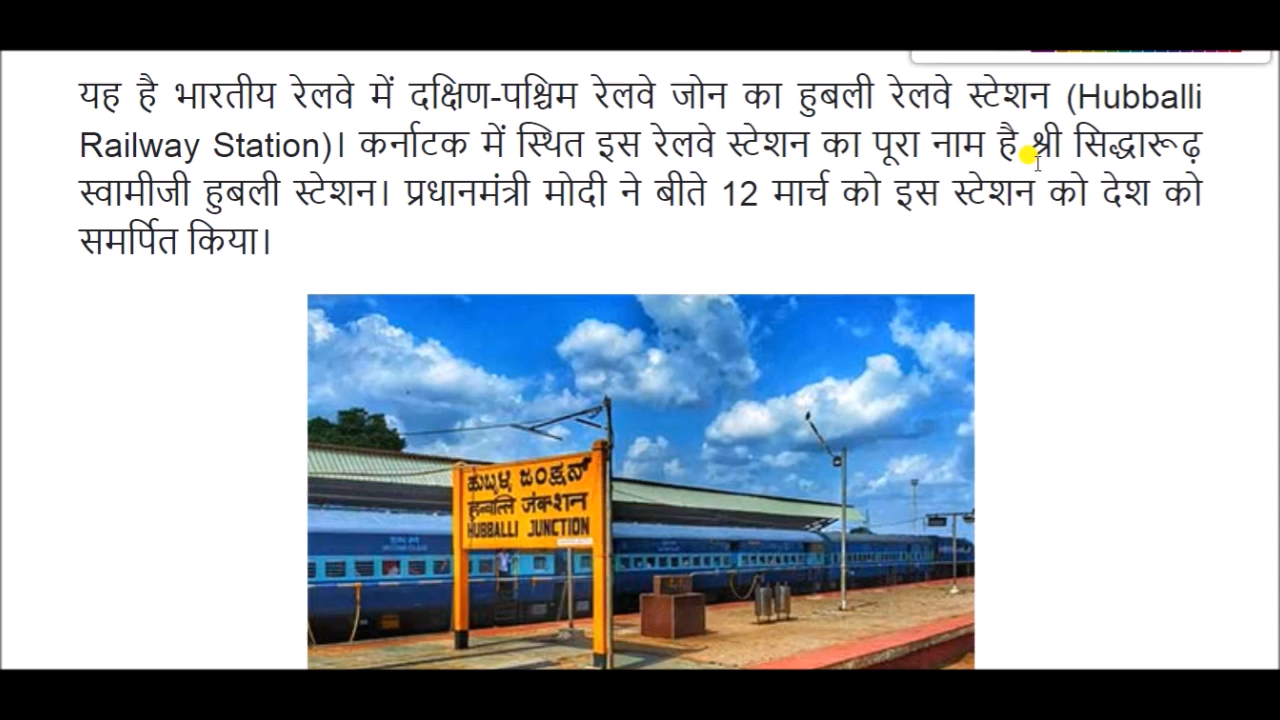 यह है भारतीय रेलवे में दक्षिण-पश्चिम रेलवे जोन का हुबली रेलवे स्टेशन (Hubballi
Railway Station)। कर्नाटक में स्थित इस रेलवे स्टेशन का पूरा नाम है श्री सिद्धारूढ़
स्वामीजी हुबली स्टेशन। प्रधानमंत्री मोदी ने बीते 12 मार्च को इस स्टेशन को देश को
समर्पित किया।
ಹುಬ್ಬಳ್ಳಿ ಜಂಕ್ಷನ್
हुब्बल्लि जंक्शन
HUBBALLI JUNCTION